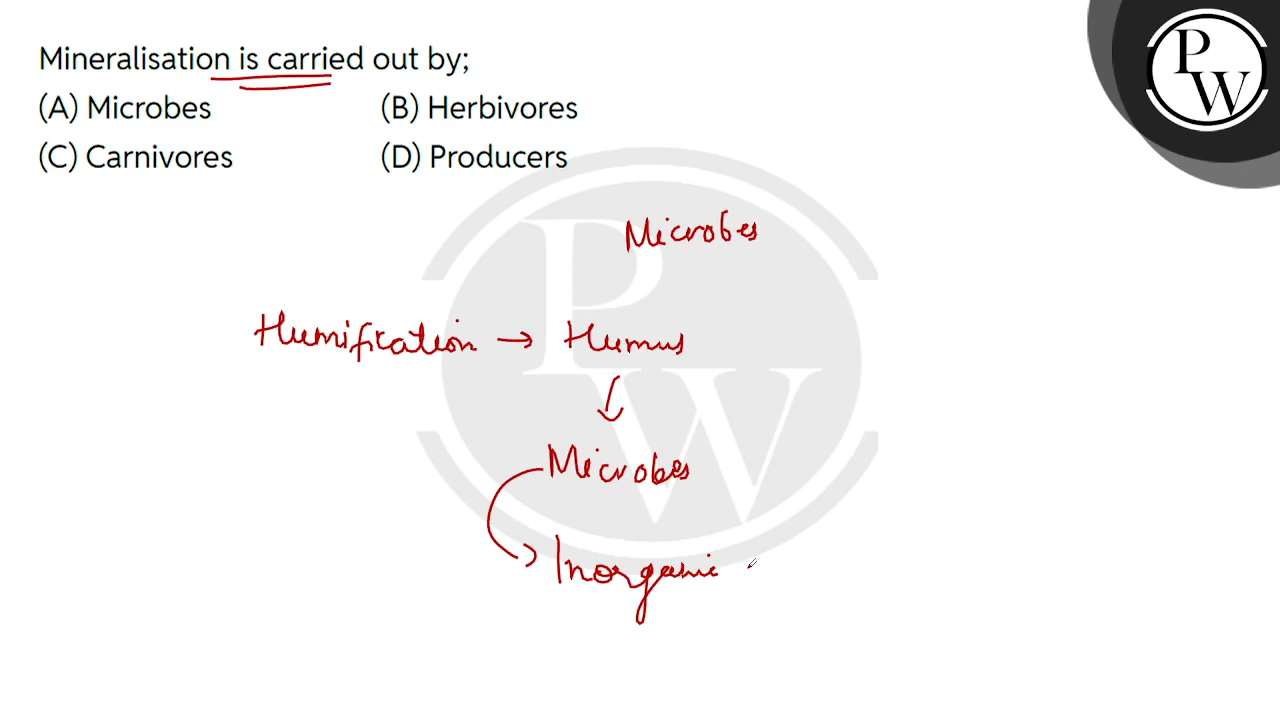 Mineralisation is carried out by;
(A) Microbes (B) Herbivores
(C) Carnivores (D) Producers
Microbes
Humification → Humus
Microbes
Inorganic
P
W
P
W